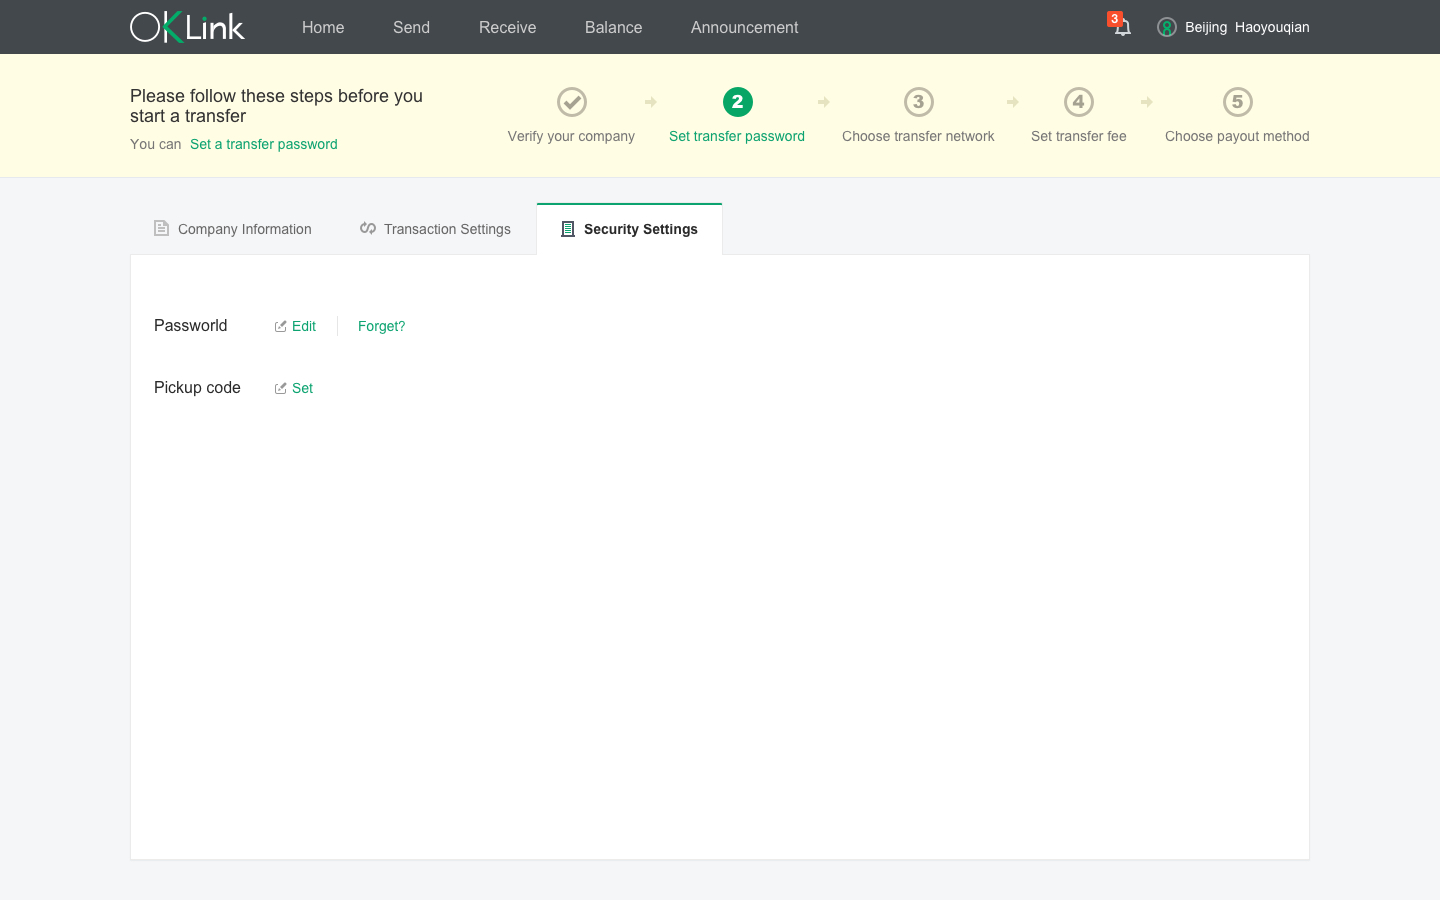 OKLink
Home Send Receive Balance Announcement
3
Beijing Haoyouqian
Please follow these steps before you
start a transfer
You can Set a transfer password
2 3 4 5
Verify your company Set transfer password Choose transfer network Set transfer fee Choose payout method
Company Information Transaction Settings Security Settings
Passworld Edit Forget?
Pickup code Set